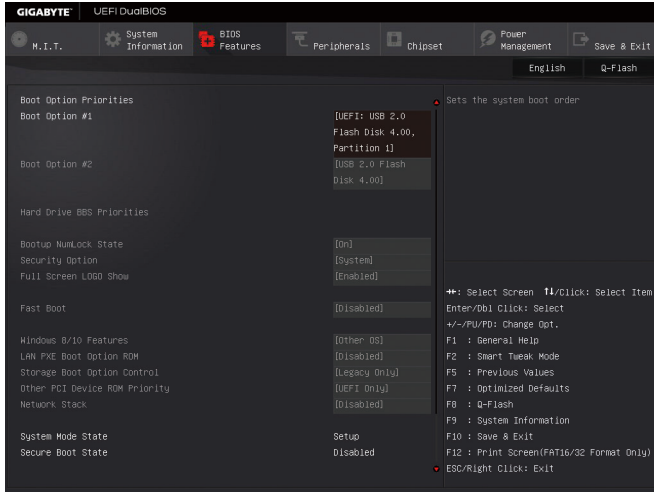 GIGABYTE™ UEFI DualBIOS
M.I.T.
System Information
BIOS Features
Peripherals
Chipset
Power Management
Save & Exit
English Q-Flash
Boot Option Priorities
Boot Option #1 [UEFI: USB 2.0
Flash Disk 4.00,
Partition 1]
Boot Option #2 [USB 2.0 Flash
Disk 4.00]
Hard Drive BBS Priorities
Bootup NumLock State [On]
Security Option [System]
Full Screen LOGO Show [Enabled]
Fast Boot [Disabled]
Windows 8/10 Features [Other OS]
LAN PXE Boot Option ROM [Disabled]
Storage Boot Option Control [Legacy Only]
Other PCI Device ROM Priority [UEFI Only]
Network Stack [Disabled]
System Mode State Setup
Secure Boot State Disabled
Sets the system boot order
→←: Select Screen ↑↓/Click: Select Item
Enter/Dbl Click: Select
+/-/PU/PD: Change Opt.
F1 : General Help
F2 : Smart Tweak Mode
F5 : Previous Values
F7 : Optimized Defaults
F8 : Q-Flash
F9 : System Information
F10 : Save & Exit
F12 : Print Screen(FAT16/32 Format Only)
ESC/Right Click: Exit